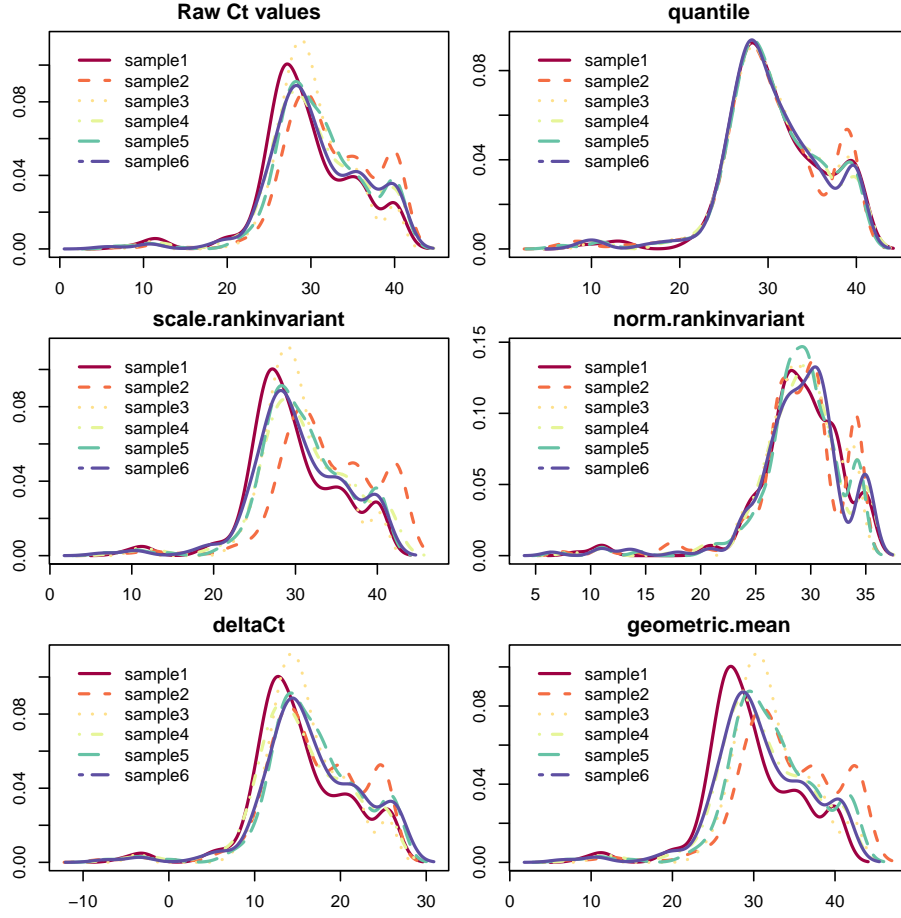 Raw Ct values
sample1
sample2
sample3
sample4
sample5
sample6
0.00 0.04 0.08
0 10 20 30 40
quantile
sample1
sample2
sample3
sample4
sample5
sample6
0.00 0.04 0.08
10 20 30 40
scale.rankinvariant
sample1
sample2
sample3
sample4
sample5
sample6
0.00 0.04 0.08
0 10 20 30 40
norm.rankinvariant
sample1
sample2
sample3
sample4
sample5
sample6
0.00 0.05 0.10 0.15
5 10 15 20 25 30 35
deltaCt
sample1
sample2
sample3
sample4
sample5
sample6
0.00 0.04 0.08
−10 0 10 20 30
geometric.mean
sample1
sample2
sample3
sample4
sample5
sample6
0.00 0.04 0.08
0 10 20 30 40